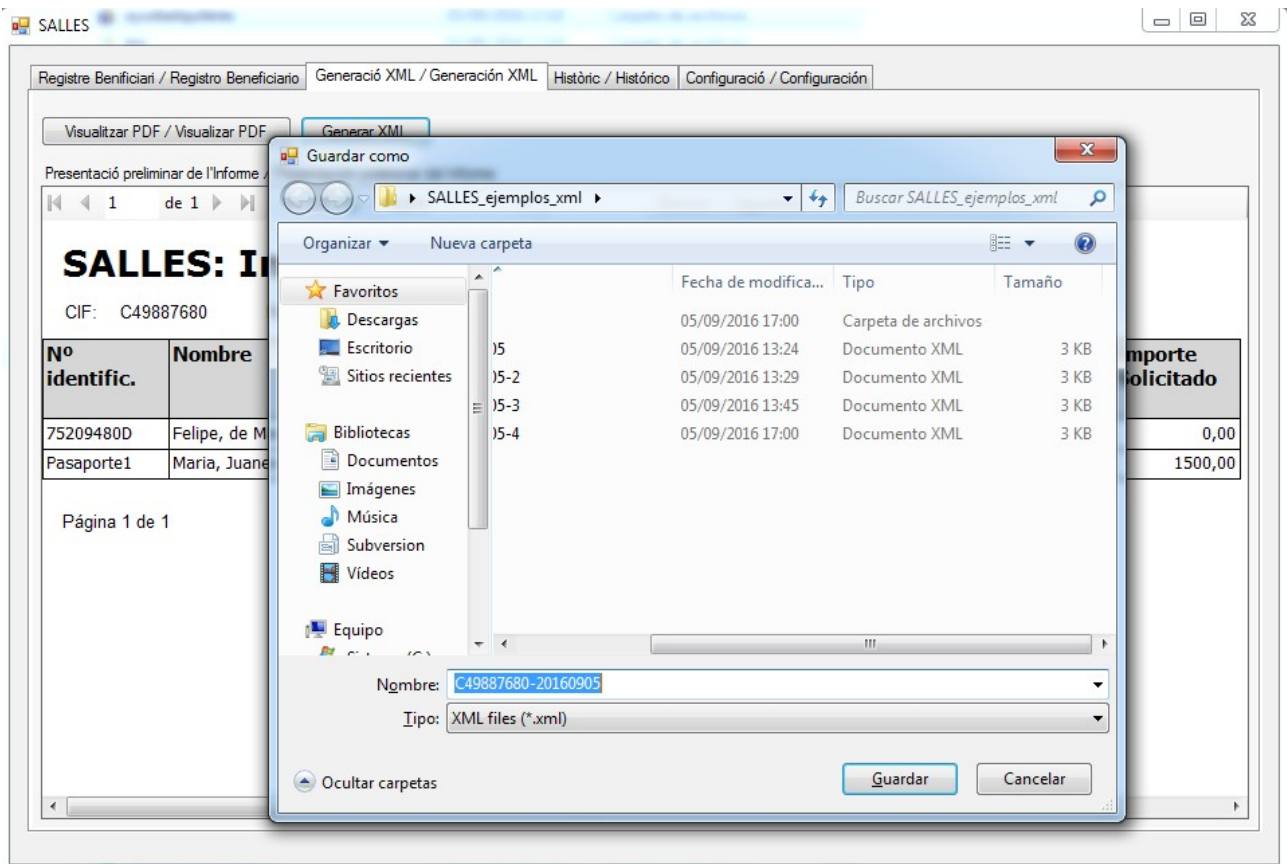 SALLES
Registre Benificiari / Registro Beneficiario
Generació XML / Generación XML
Històric / Histórico
Configuració / Configuración
Visualitzar PDF / Visualizar PDF
Generar XML
Presentació preliminar de l'Informe /
1 de 1
SALLES:
CIF: C49887680
Nº identific.
Nombre
mporte
olicitado
75209480D Felipe, de M 0,00
Pasaporte1 Maria, Juane 1500,00
Página 1 de 1
Guardar como
SALLES_ejemplos_xml
Buscar SALLES_ejemplos_xml
Organizar
Nueva carpeta
Favoritos
Descargas
Escritorio
Sitios recientes
Bibliotecas
Documentos
Imágenes
Música
Subversion
Vídeos
Equipo
Fecha de modifica... Tipo Tamaño
05/09/2016 17:00 Carpeta de archivos
05 05/09/2016 13:24 Documento XML 3 KB
05-2 05/09/2016 13:29 Documento XML 3 KB
05-3 05/09/2016 13:45 Documento XML 3 KB
05-4 05/09/2016 17:00 Documento XML 3 KB
Nombre: C49887680-20160905
Tipo: XML files (*.xml)
Ocultar carpetas
Guardar
Cancelar